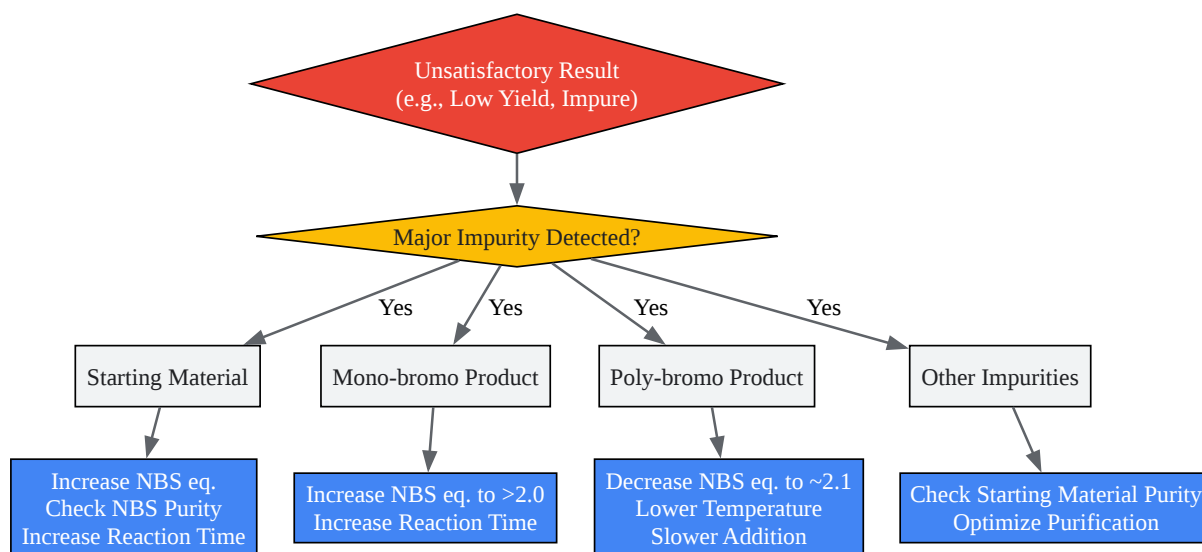 Unsatisfactory Result
(e.g., Low Yield, Impure)
Major Impurity Detected?
Yes
Yes
Yes
Yes
Starting Material
Mono-bromo Product
Poly-bromo Product
Other Impurities
Increase NBS eq.
Check NBS Purity
Increase Reaction Time
Increase NBS eq. to >2.0
Increase Reaction Time
Decrease NBS eq. to ~2.1
Lower Temperature
Slower Addition
Check Starting Material Purity
Optimize Purification